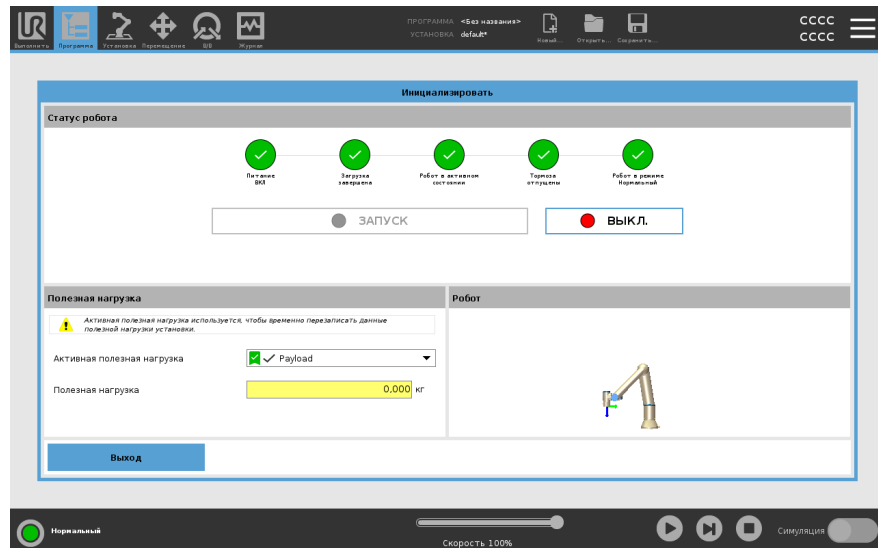 UR
ПРОГРАММА <Без названия>
УСТАНОВКА default*
CCCC
CCCC
Выполнить Программа Установка Перемещение В/В Журнал
Новый... Открыть... Сохранить...
Инициализировать
Статус робота
Питание ВКЛ
Загрузка завершена
Робот в активном состоянии
Тормоза отпущены
Робот в режиме Нормальный
ЗАПУСК
ВЫКЛ.
Полезная нагрузка
Робот
Активная полезная нагрузка используется, чтобы временно перезаписать данные
полезной нагрузки установки.
Активная полезная нагрузка
Payload
Полезная нагрузка
0,000 кг
Выход
Нормальный
Скорость 100%
Симуляция